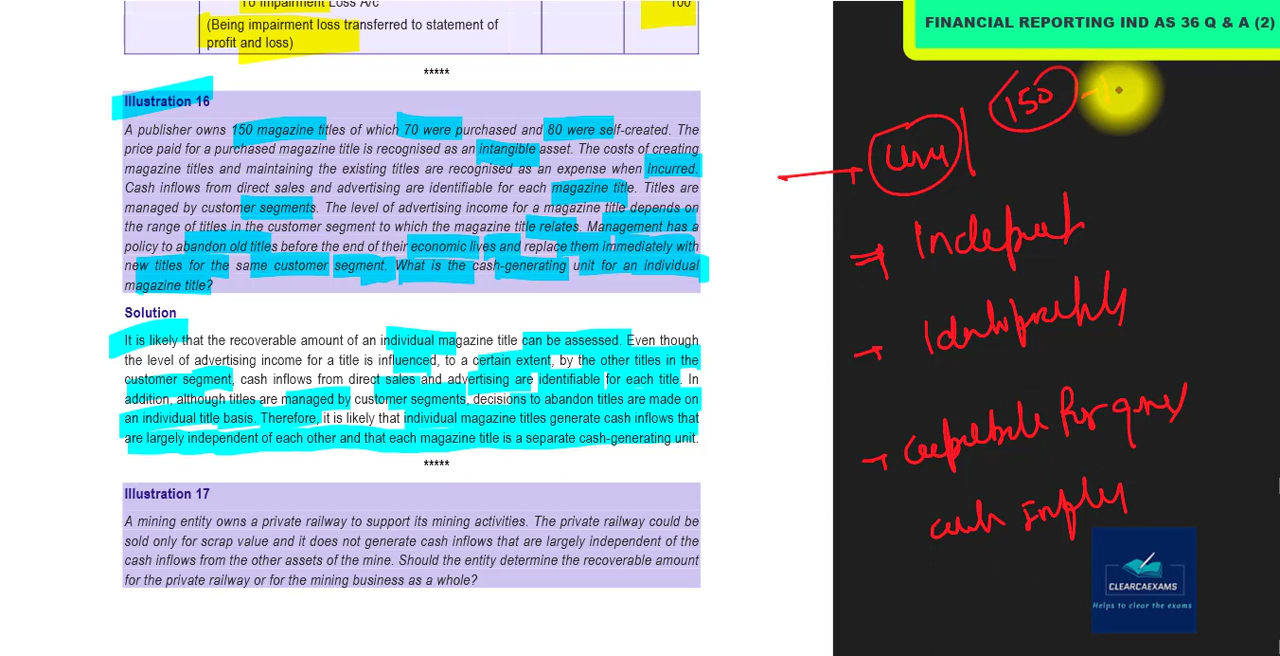 To Impairment Loss A/c
100
(Being impairment loss transferred to statement of
profit and loss)
*****
Illustration 16
A publisher owns 150 magazine titles of which 70 were purchased and 80 were self-created. The
price paid for a purchased magazine title is recognised as an intangible asset. The costs of creating
magazine titles and maintaining the existing titles are recognised as an expense when incurred.
Cash inflows from direct sales and advertising are identifiable for each magazine title. Titles are
managed by customer segments. The level of advertising income for a magazine title depends on
the range of titles in the customer segment to which the magazine title relates. Management has a
policy to abandon old titles before the end of their economic lives and replace them immediately with
new titles for the same customer segment. What is the cash-generating unit for an individual
magazine title?
Solution
It is likely that the recoverable amount of an individual magazine title can be assessed. Even though
the level of advertising income for a title is influenced, to a certain extent, by the other titles in the
customer segment, cash inflows from direct sales and advertising are identifiable for each title. In
addition, although titles are managed by customer segments, decisions to abandon titles are made on
an individual title basis. Therefore, it is likely that individual magazine titles generate cash inflows that
are largely independent of each other and that each magazine title is a separate cash-generating unit.
*****
Illustration 17
A mining entity owns a private railway to support its mining activities. The private railway could be
sold only for scrap value and it does not generate cash inflows that are largely independent of the
cash inflows from the other assets of the mine. Should the entity determine the recoverable amount
for the private railway or for the mining business as a whole?
FINANCIAL REPORTING IND AS 36 Q & A (2)
150
cash
CLEARCAEXAMS
Helps to clear the exams